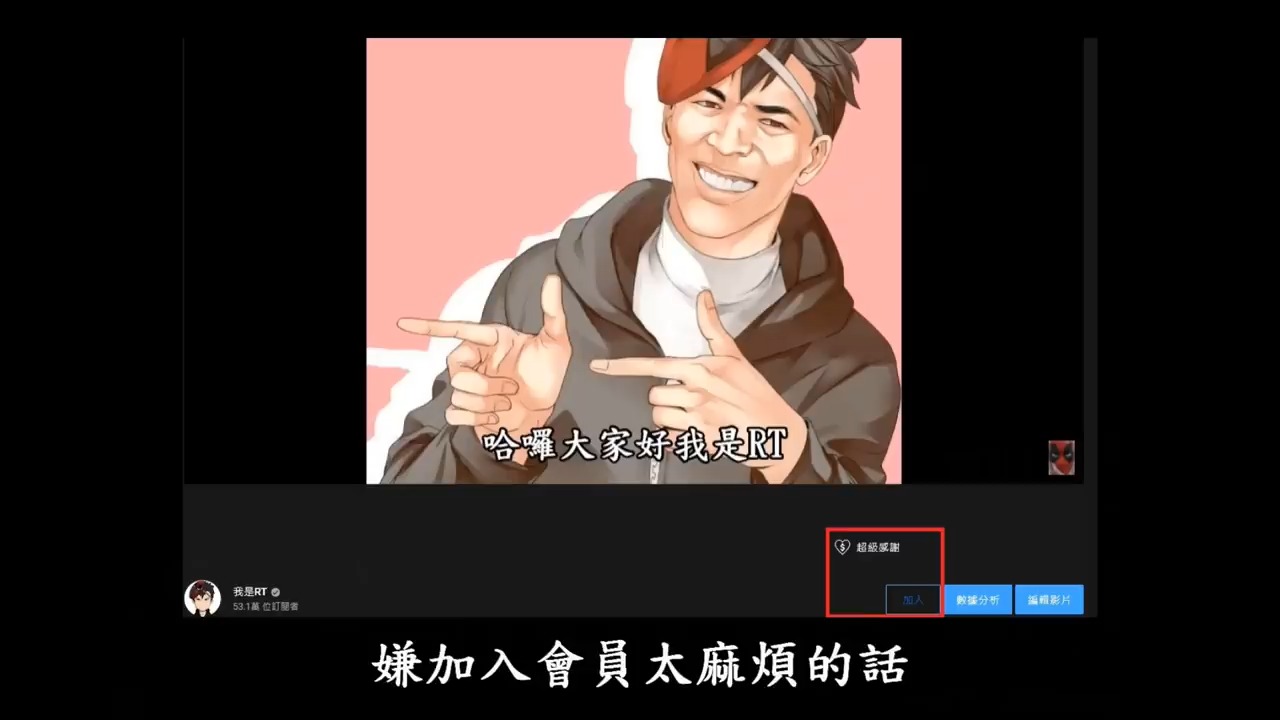 哈囉大家好我是RT
超級感謝
我是RT
53.1萬 位訂閱者
加入
數據分析
編輯影片
嫌加入會員太麻煩的話